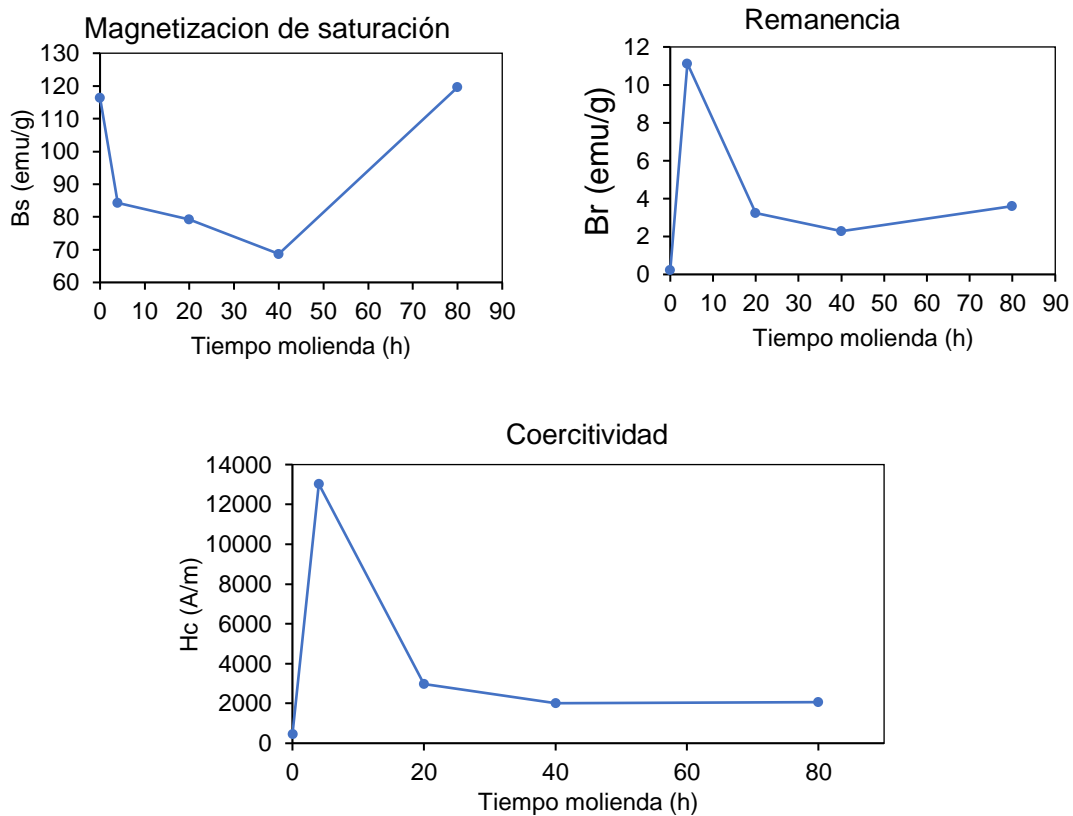 Magnetizacion de saturación
130
120
110
100
90
80
70
60
Bs (emu/g)
0 10 20 30 40 50 60 70 80 90
Tiempo molienda (h)
Remanencia
12
10
8
6
4
2
0
Br (emu/g)
0 10 20 30 40 50 60 70 80 90
Tiempo molienda (h)
Coercitividad
14000
12000
10000
8000
6000
4000
2000
0
Hc (A/m)
0 20 40 60 80
Tiempo molienda (h)